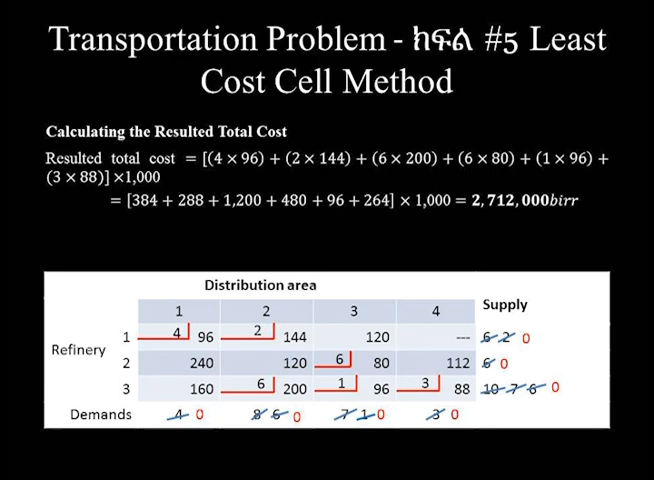 Transportation Problem - ክፍል #5 Least
Cost Cell Method
Calculating the Resulted Total Cost
Resulted total cost = [(4 × 96) + (2 × 144) + (6 × 200) + (6 × 80) + (1 × 96) +
(3 × 88)] ×1,000
= [384 + 288 + 1,200 + 480 + 96 + 264] × 1,000 = 2,712,000birr
Distribution area
1 2 3 4 Supply
Refinery
1 4 96 2 144 120 --- 6 2 0
2 240 120 6 80 112 6 0
3 160 6 200 1 96 3 88 10 7 6 0
Demands 4 0 8 6 0 7 1 0 3 0